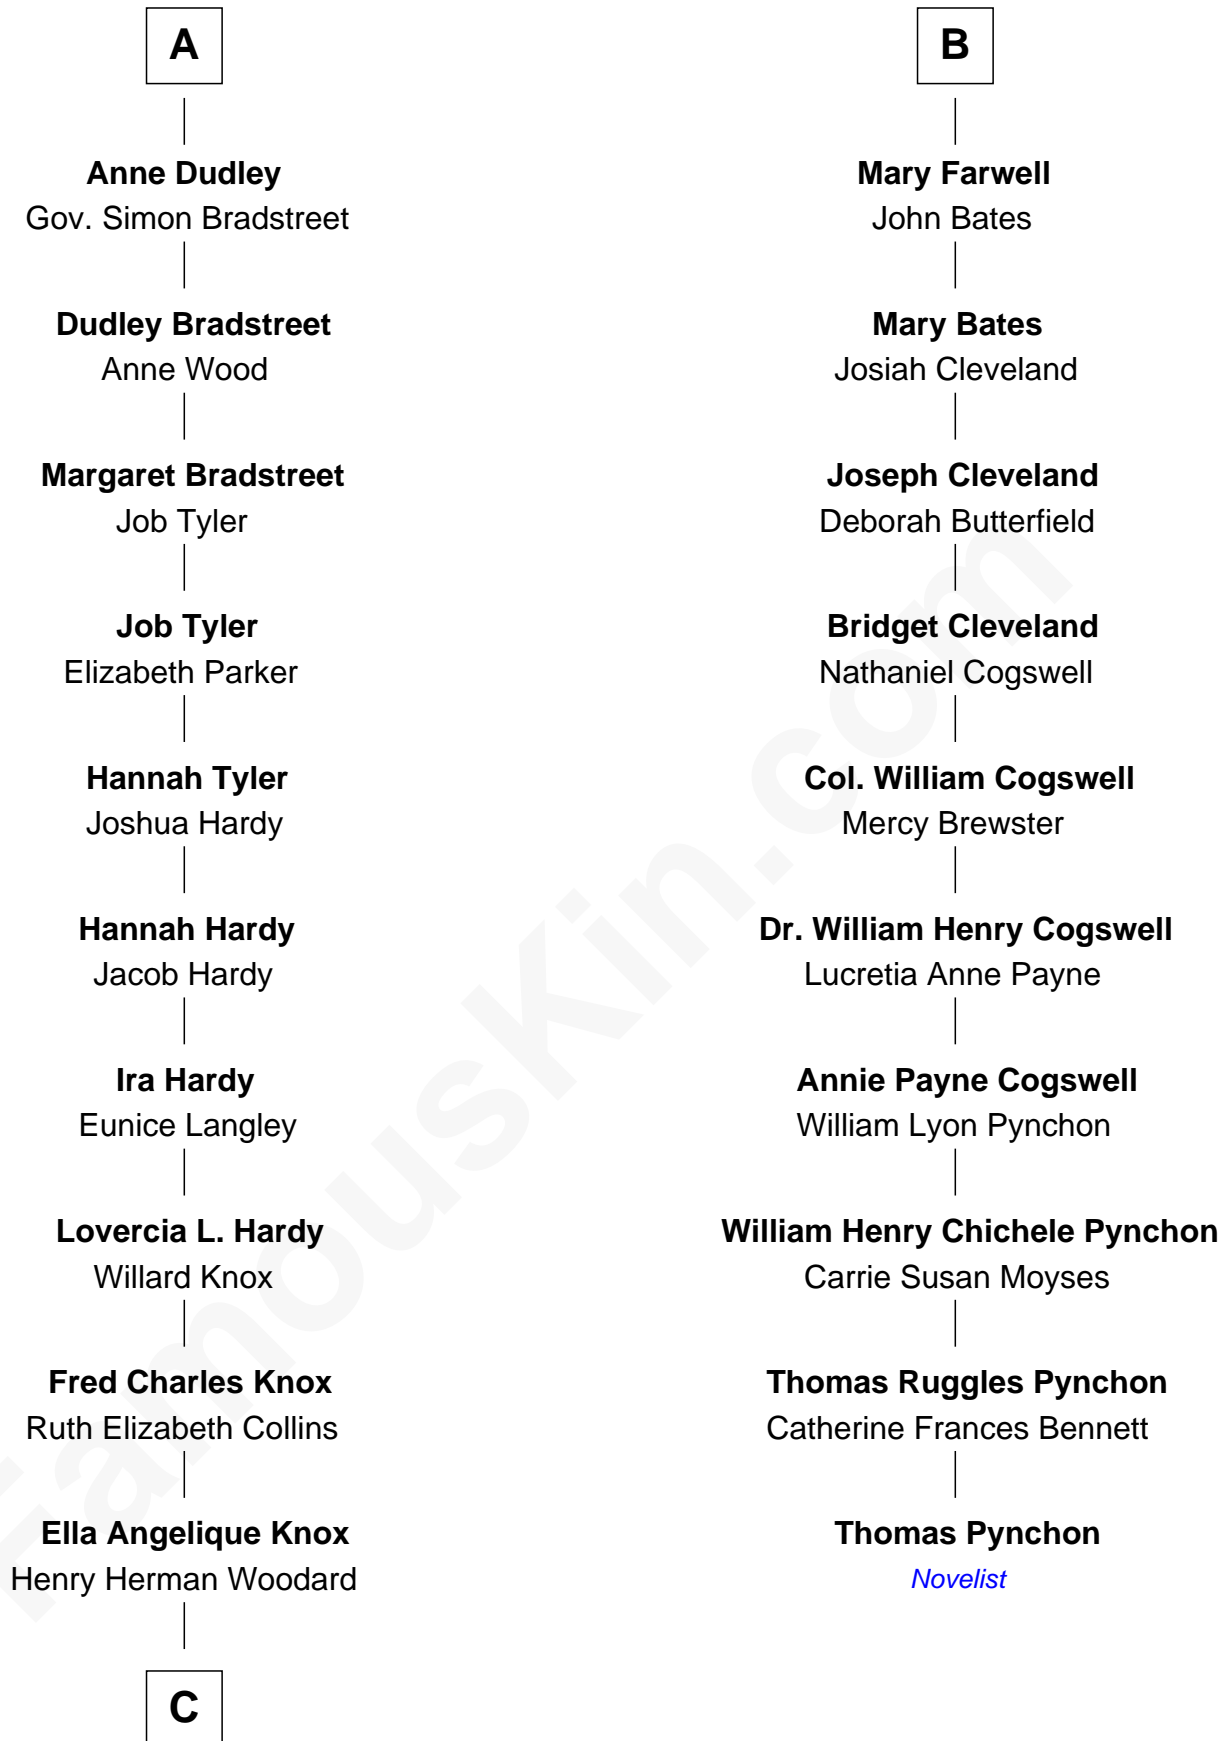 A
Anne Dudley
Gov. Simon Bradstreet
Dudley Bradstreet
Anne Wood
Margaret Bradstreet
Job Tyler
Job Tyler
Elizabeth Parker
Hannah Tyler
Joshua Hardy
Hannah Hardy
Jacob Hardy
Ira Hardy
Eunice Langley
Lovercia L. Hardy
Willard Knox
Fred Charles Knox
Ruth Elizabeth Collins
Ella Angelique Knox
Henry Herman Woodard
C
B
Mary Farwell
John Bates
Mary Bates
Josiah Cleveland
Joseph Cleveland
Deborah Butterfield
Bridget Cleveland
Nathaniel Cogswell
Col. William Cogswell
Mercy Brewster
Dr. William Henry Cogswell
Lucretia Anne Payne
Annie Payne Cogswell
William Lyon Pynchon
William Henry Chichele Pynchon
Carrie Susan Moyses
Thomas Ruggles Pynchon
Catherine Frances Bennett
Thomas Pynchon
Novelist
FamousKin.com